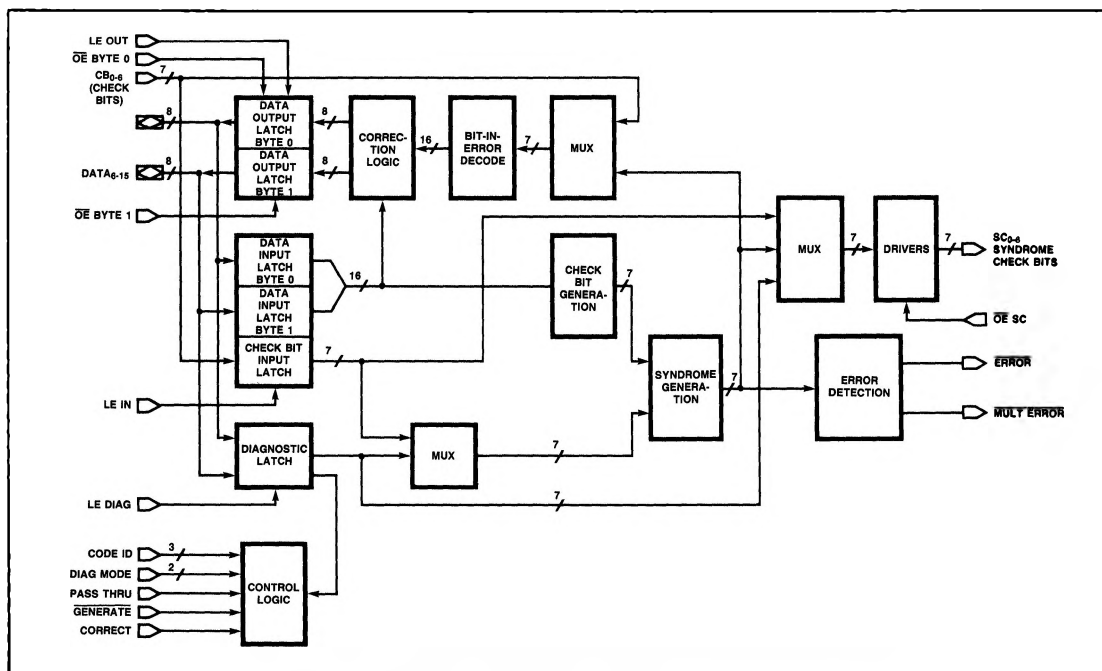 LE OUT
OE BYTE 0
CB0-6
(CHECK
BITS)
7
8
DATA6-15
8
OE BYTE 1
DATA
OUTPUT
LATCH
BYTE 0
DATA
OUTPUT
LATCH
BYTE 1
8
8
CORREC-
TION
LOGIC
16
BIT-IN-
ERROR
DECODE
7
MUX
DATA
INPUT
LATCH
BYTE 0
DATA
INPUT
LATCH
BYTE 1
CHECK BIT
INPUT
LATCH
16
7
CHECK
BIT
GENERA-
TION
7
MUX
7
DRIVERS
7
SC0-6
SYNDROME
CHECK BITS
OE SC
SYNDROME
GENERA-
TION
7
ERROR
DETECTION
ERROR
MULT ERROR
LE IN
DIAGNOSTIC
LATCH
MUX
7
7
LE DIAG
CODE ID
3
DIAG MODE
2
PASS THRU
GENERATE
CORRECT
CONTROL
LOGIC